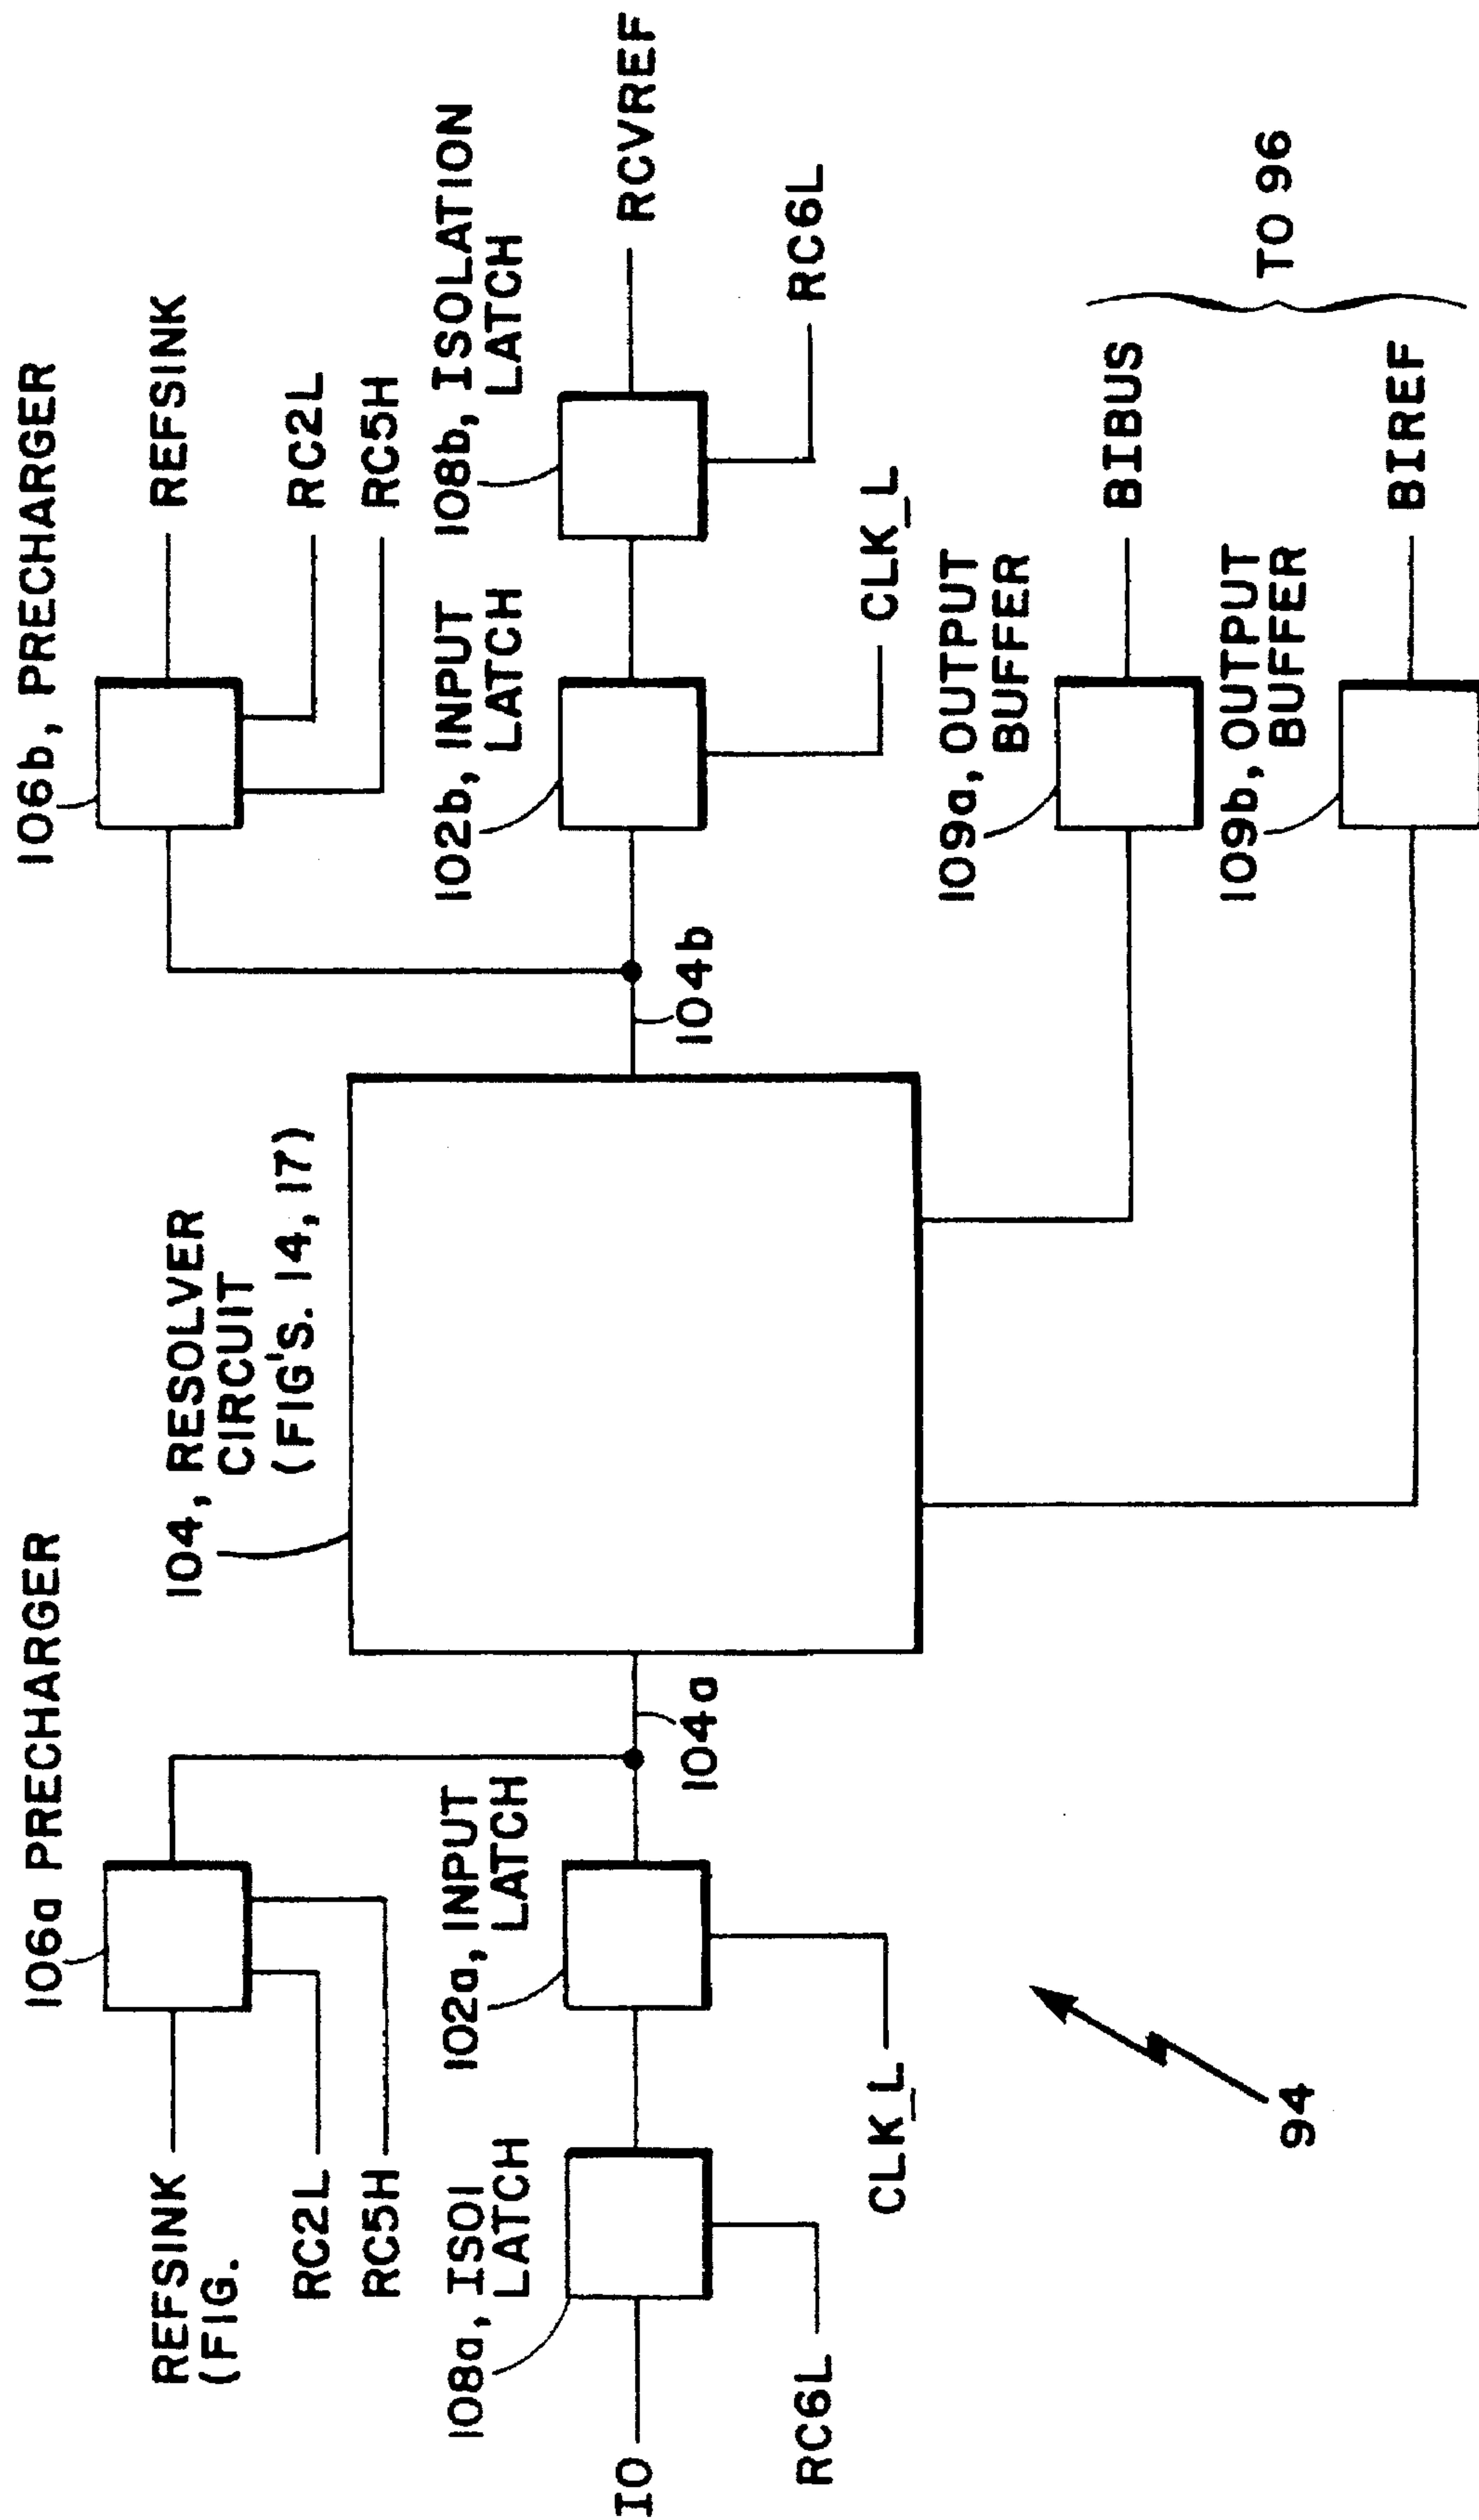 106a PRECHARGER
REFSINK
(FIG.
RC2L
RC5H
108a, ISOl
LATCH
102a, INPUT
LATCH
IO
RC6L
CLK_L
104a
104, RESOLVER
CIRCUIT
(FIG'S. 14, 17)
106b, PRECHARGER
REFSINK
RC2L
RC5H
102b, INPUT
LATCH
108b, ISOLATION
LATCH
RCVREF
104b
CLK_L
RC6L
109a, OUTPUT
BUFFER
BIBUS
109b, OUTPUT
BUFFER
BIREF
TO 96
94